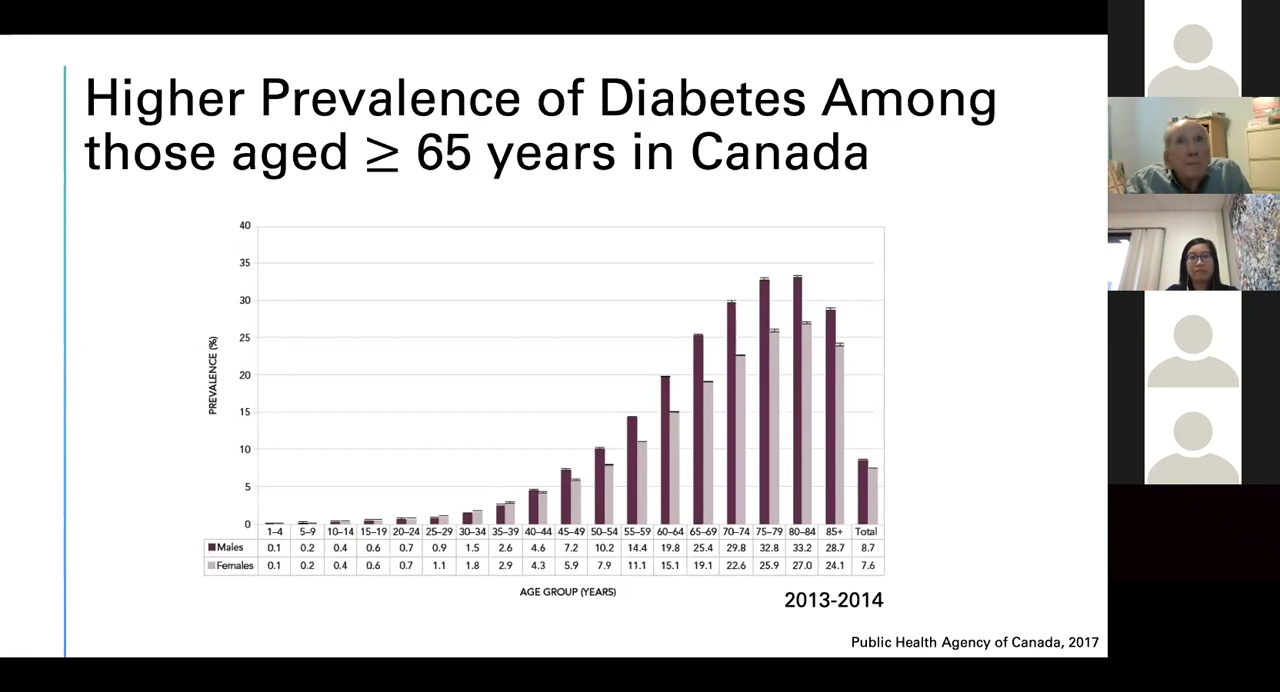 Higher Prevalence of Diabetes Among
those aged ≥ 65 years in Canada
40
35
30
25
20
15
10
5
0
PREVALENCE (%)
1–4 5–9 10–14 15–19 20–24 25–29 30–34 35–39 40–44 45–49 50–54 55–59 60–64 65–69 70–74 75–79 80–84 85+ Total
Males 0.1 0.2 0.4 0.6 0.7 0.9 1.5 2.6 4.6 7.2 10.2 14.4 19.8 25.4 29.8 32.8 33.2 28.7 8.7
Females 0.1 0.2 0.4 0.6 0.7 1.1 1.8 2.9 4.3 5.9 7.9 11.1 15.1 19.1 22.6 25.9 27.0 24.1 7.6
AGE GROUP (YEARS)
2013-2014
Public Health Agency of Canada, 2017